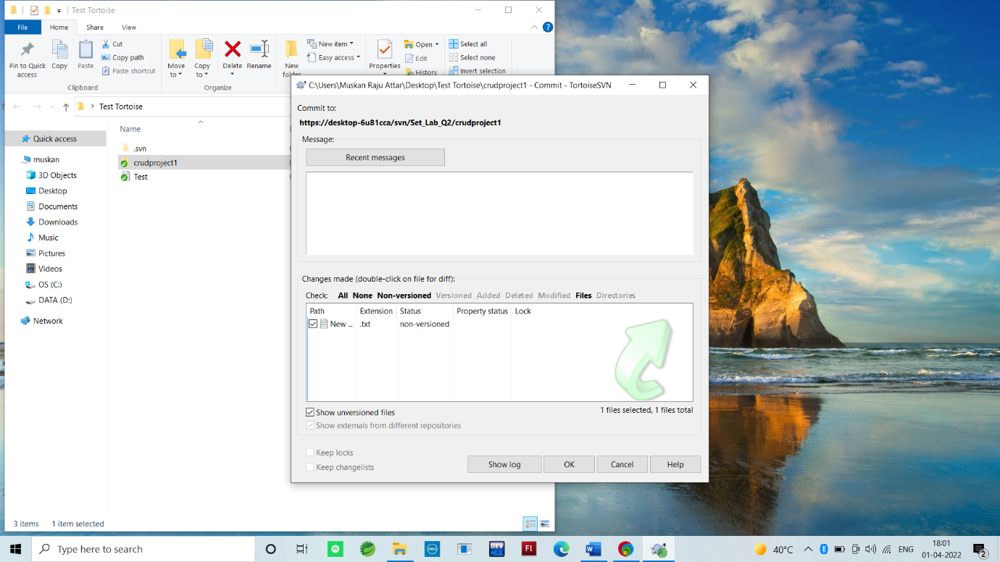 Test Tortoise
File Home Share View
Pin to Quick access
Copy
Paste
Cut
Copy path
Paste shortcut
Clipboard
Move to
Copy to
Delete
Rename
Organize
New folder
New item
Easy access
Properties
Open
Edit
History
Select all
Select none
Invert selection
Test Tortoise
Quick access
muskan
3D Objects
Desktop
Documents
Downloads
Music
Pictures
Videos
OS (C:)
DATA (D:)
Network
Name
.svn
crudproject1
Test
3 items 1 item selected
C:\Users\Muskan Raju Attar\Desktop\Test Tortoise\crudproject1 - Commit - TortoiseSVN
Commit to:
https://desktop-6u81cca/svn/Set_Lab_Q2/crudproject1
Message:
Recent messages
Changes made (double-click on file for diff):
Check: All None Non-versioned Versioned Added Deleted Modified Files Directories
Path Extension Status Property status Lock
New ... .txt non-versioned
Show unversioned files
1 files selected, 1 files total
Show externals from different repositories
Keep locks
Keep changelists
Show log OK Cancel Help
Type here to search
DELL
DEV
Fl
40°C
ENG
18:01
01-04-2022
2